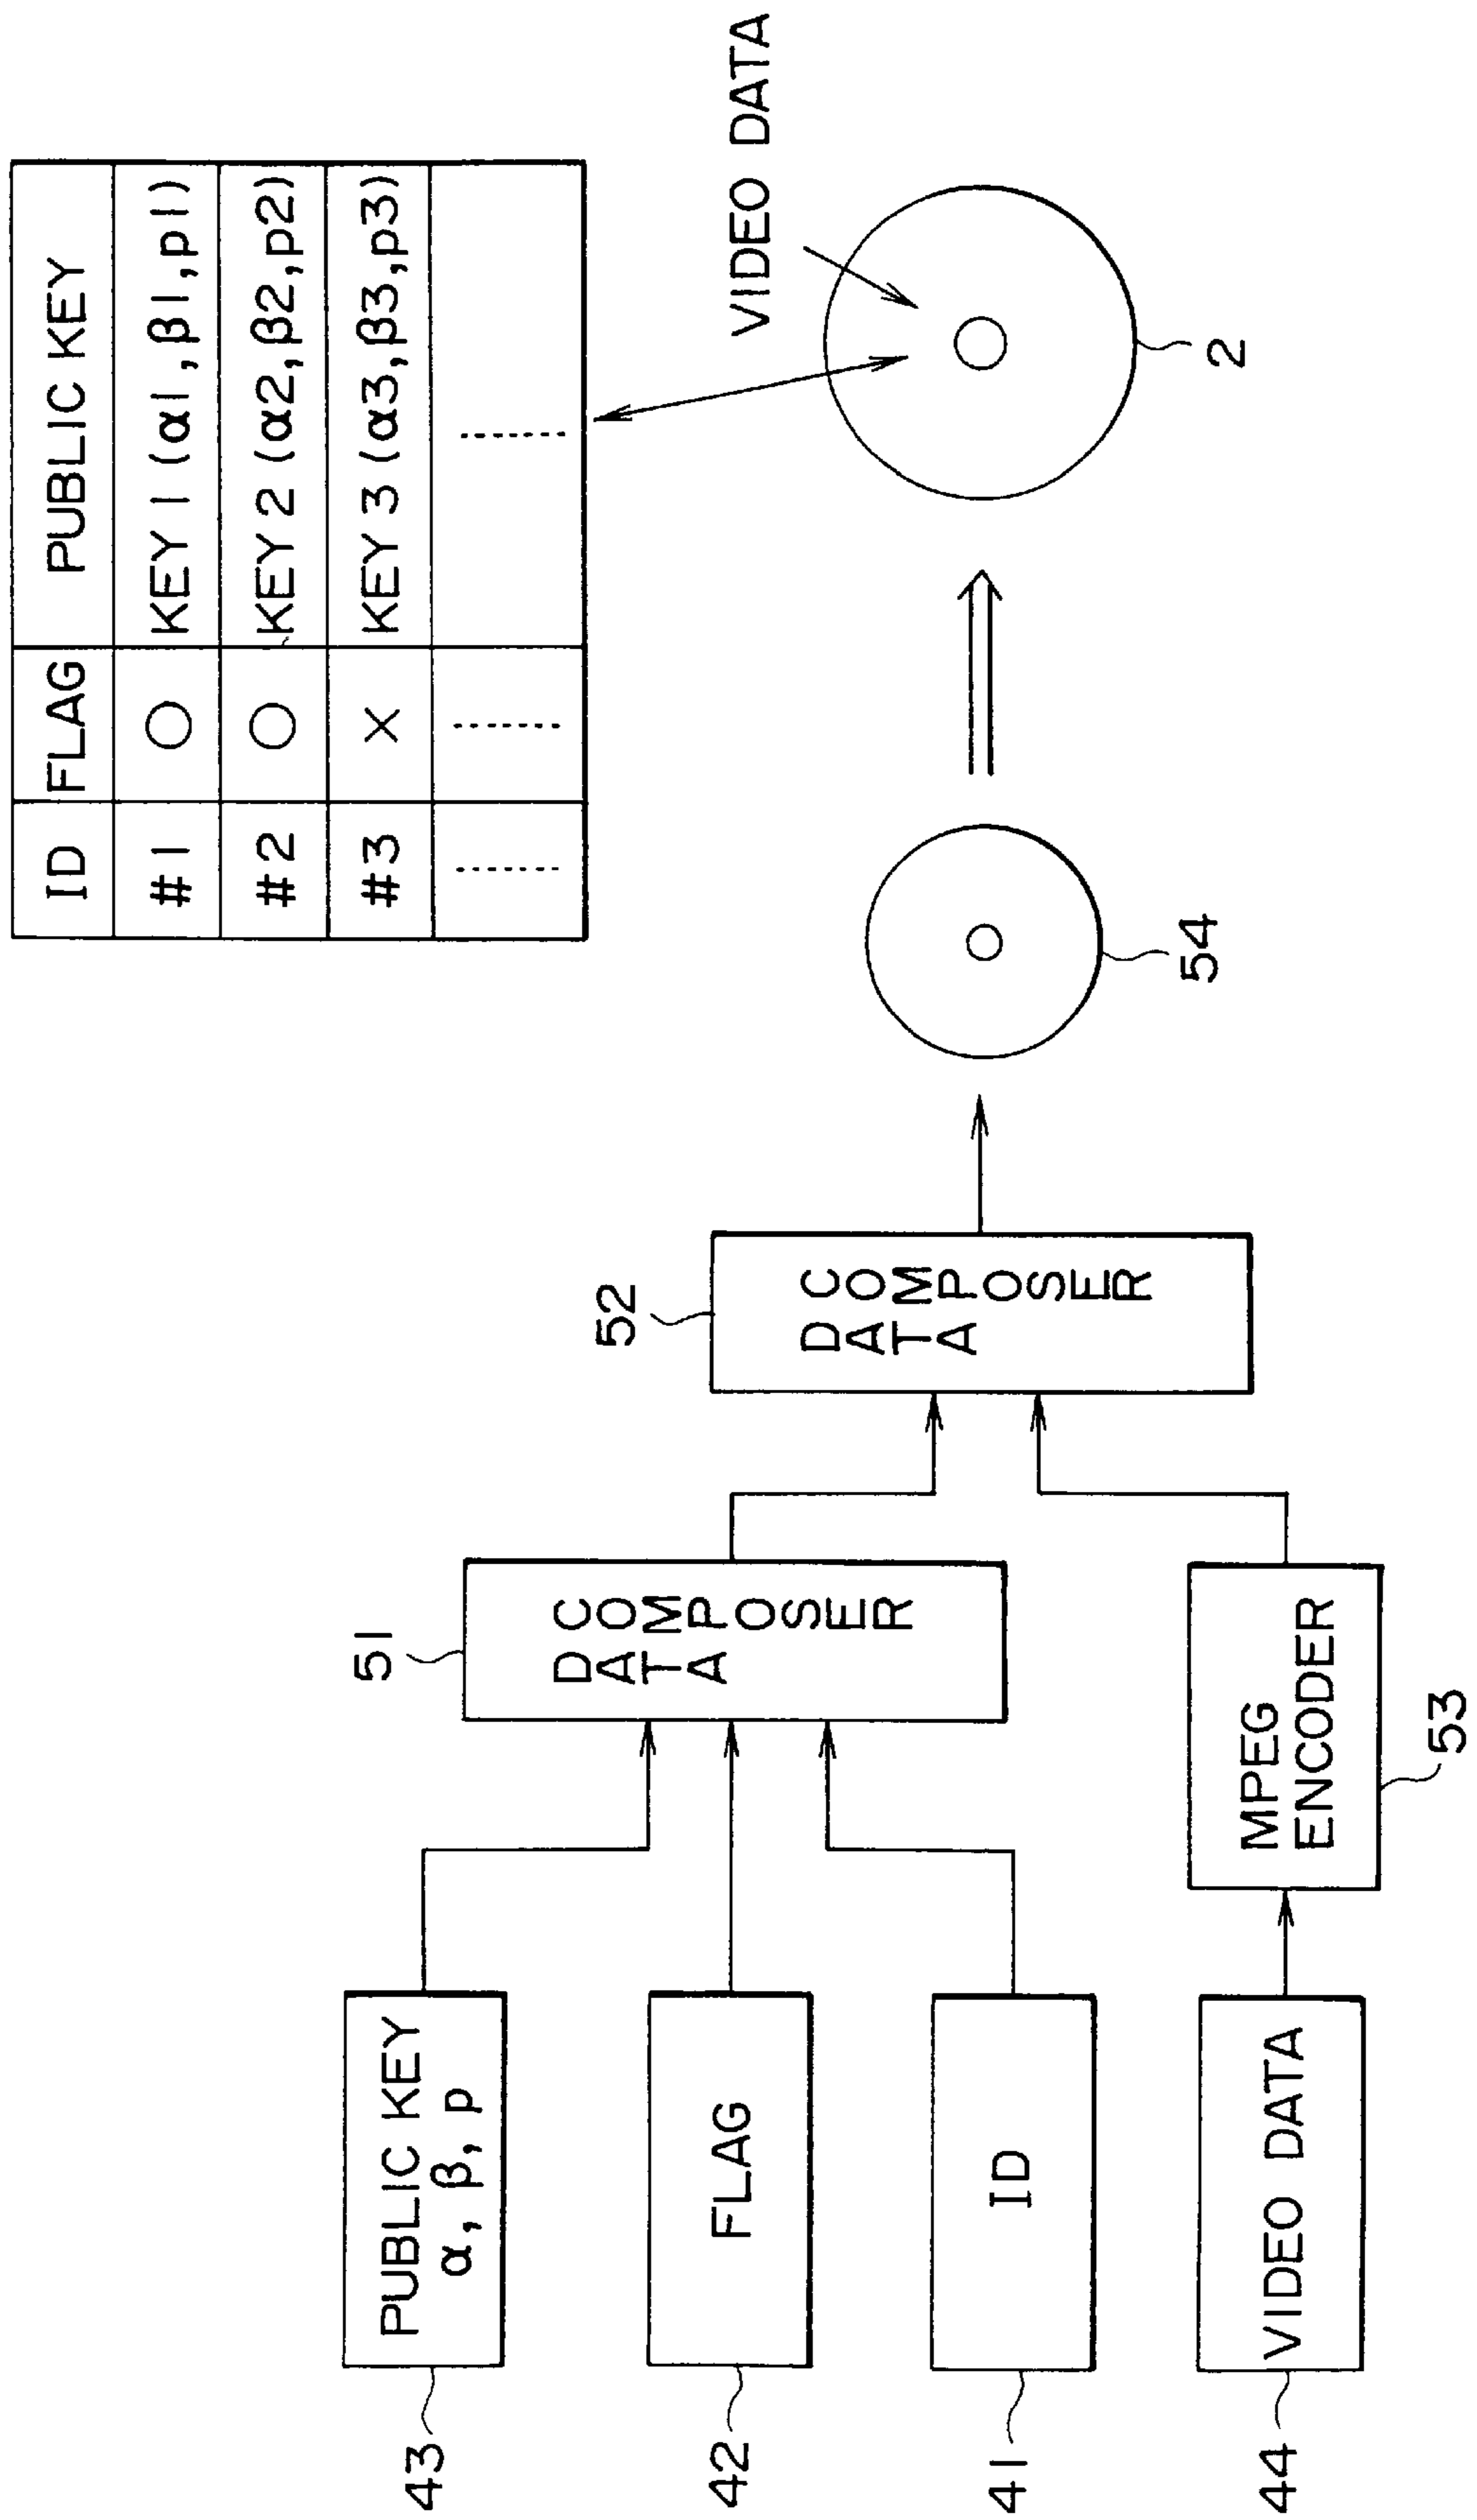 43
PUBLIC KEY
α, β, p
42
FLAG
41
ID
44
VIDEO DATA
51
DATA
COMPOSER
MPEG
ENCODER
53
52
DATA
COMPOSER
54
2
VIDEO DATA
ID FLAG PUBLIC KEY
#1 ○ KEY 1 (α1, β1, p1)
#2 ○ KEY 2 (α2, β2, p2)
#3 × KEY 3 (α3, β3, p3)